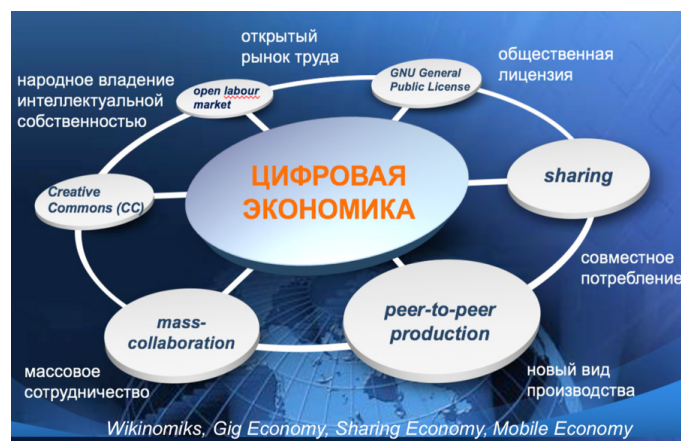 открытый
рынок труда
GNU General
Public License
общественная
лицензия
народное владение
интеллектуальной
собственностью
open labour
market
ЦИФРОВАЯ
ЭКОНОМИКА
sharing
Creative
Commons (CC)
совместное
потребление
mass-
collaboration
peer-to-peer
production
массовое
сотрудничество
новый вид
производства
Wikinomiks, Gig Economy, Sharing Economy, Mobile Economy